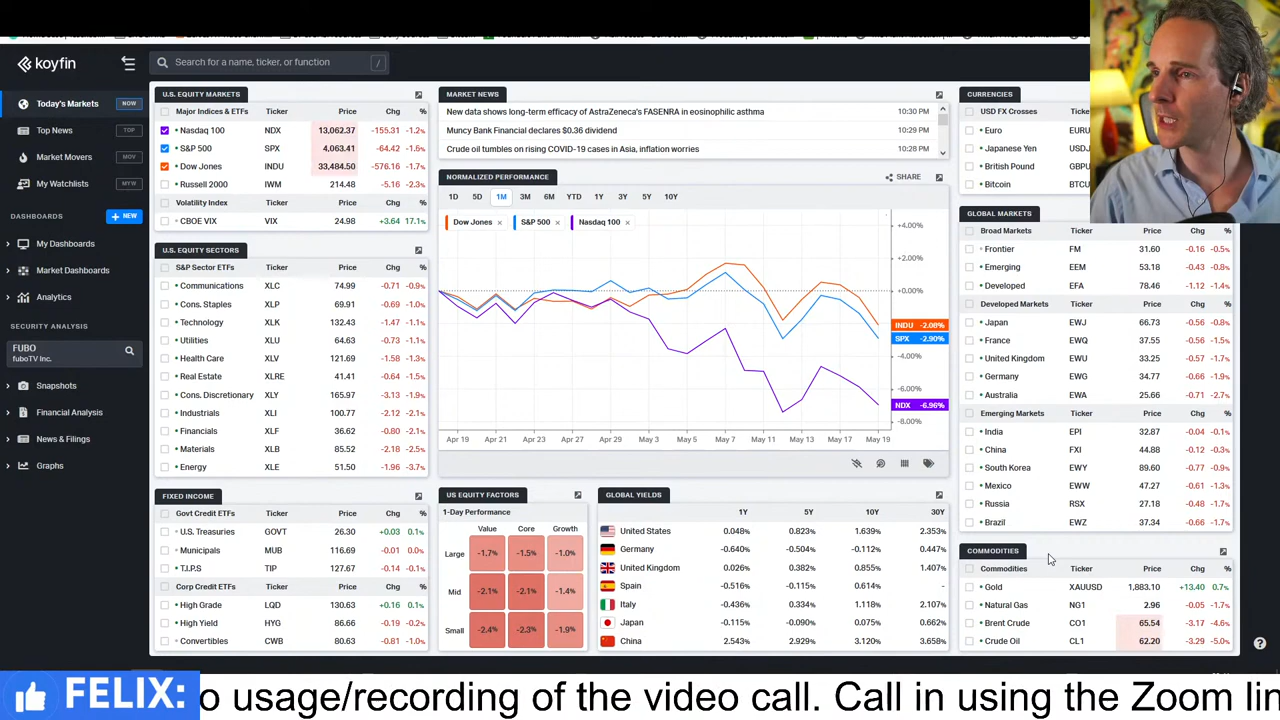 koyfin
Search for a name, ticker, or function /
Today's Markets NOW
Top News TOP
Market Movers MOV
My Watchlists MYW
DASHBOARDS + NEW
My Dashboards
Market Dashboards
Analytics
SECURITY ANALYSIS
FUBO
fuboTV Inc.
Snapshots
Financial Analysis
News & Filings
Graphs
U.S. EQUITY MARKETS
Major Indices & ETFs Ticker Price Chg %
Nasdaq 100 NDX 13,062.37 -155.31 -1.2%
S&P 500 SPX 4,063.41 -64.42 -1.6%
Dow Jones INDU 33,484.50 -576.16 -1.7%
Russell 2000 IWM 214.48 -5.16 -2.3%
Volatility Index Ticker Price Chg %
CBOE VIX VIX 24.98 +3.64 17.1%
U.S. EQUITY SECTORS
S&P Sector ETFs Ticker Price Chg %
Communications XLC 74.99 -0.71 -0.9%
Cons. Staples XLP 69.91 -0.69 -1.0%
Technology XLK 132.43 -1.47 -1.1%
Utilities XLU 64.63 -0.73 -1.1%
Health Care XLV 121.69 -1.58 -1.3%
Real Estate XLRE 41.41 -0.64 -1.5%
Cons. Discretionary XLY 165.97 -3.13 -1.9%
Industrials XLI 100.77 -2.12 -2.1%
Financials XLF 36.62 -0.80 -2.1%
Materials XLB 85.52 -2.18 -2.5%
Energy XLE 51.50 -1.96 -3.7%
FIXED INCOME
Govt Credit ETFs Ticker Price Chg %
U.S. Treasuries GOVT 26.30 +0.03 0.1%
Municipals MUB 116.69 -0.01 0.0%
T.I.P.S TIP 127.67 -0.14 -0.1%
Corp Credit ETFs Ticker Price Chg %
High Grade LQD 130.63 +0.16 0.1%
High Yield HYG 86.66 -0.19 -0.2%
Convertibles CWB 80.63 -0.81 -1.0%
MARKET NEWS
New data shows long-term efficacy of AstraZeneca's FASENRA in eosinophilic asthma 10:30 PM
Muncy Bank Financial declares $0.36 dividend 10:29 PM
Crude oil tumbles on rising COVID-19 cases in Asia, inflation worries 10:28 PM
NORMALIZED PERFORMANCE SHARE
1D 5D 1M 3M 6M YTD 1Y 3Y 5Y 10Y
Dow Jones × S&P 500 × Nasdaq 100 ×
+4.00%
+2.00%
+0.00%
INDU -2.08%
SPX -2.90%
-4.00%
-6.00%
NDX -6.96%
-8.00%
Apr 19 Apr 21 Apr 23 Apr 27 Apr 29 May 3 May 5 May 7 May 11 May 13 May 17 May 19
US EQUITY FACTORS
1-Day Performance
Value Core Growth
Large -1.7% -1.5% -1.0%
Mid -2.1% -2.1% -1.4%
Small -2.4% -2.3% -1.9%
GLOBAL YIELDS
1Y 5Y 10Y 30Y
United States 0.048% 0.823% 1.639% 2.353%
Germany -0.640% -0.504% -0.112% 0.447%
United Kingdom 0.026% 0.382% 0.855% 1.407%
Spain -0.516% -0.115% 0.614% -
Italy -0.436% 0.334% 1.118% 2.107%
Japan -0.115% -0.090% 0.075% 0.662%
China 2.543% 2.929% 3.120% 3.658%
CURRENCIES
USD FX Crosses Ticker
Euro EURU
Japanese Yen USDJ
British Pound GBPU
Bitcoin BTCU
GLOBAL MARKETS
Broad Markets Ticker Price Chg %
Frontier FM 31.60 -0.16 -0.5%
Emerging EEM 53.18 -0.43 -0.8%
Developed EFA 78.46 -1.12 -1.4%
Developed Markets Ticker Price Chg %
Japan EWJ 66.73 -0.56 -0.8%
France EWQ 37.55 -0.56 -1.5%
United Kingdom EWU 33.25 -0.57 -1.7%
Germany EWG 34.77 -0.66 -1.9%
Australia EWA 25.66 -0.71 -2.7%
Emerging Markets Ticker Price Chg %
India EPI 32.87 -0.04 -0.1%
China FXI 44.88 -0.12 -0.3%
South Korea EWY 89.60 -0.77 -0.9%
Mexico EWW 47.27 -0.61 -1.3%
Russia RSX 27.18 -0.48 -1.7%
Brazil EWZ 37.34 -0.66 -1.7%
COMMODITIES
Commodities Ticker Price Chg %
Gold XAUUSD 1,883.10 +13.40 0.7%
Natural Gas NG1 2.96 -0.05 -1.7%
Brent Crude CO1 65.54 -3.17 -4.6%
Crude Oil CL1 62.20 -3.29 -5.0%
FELIX: o usage/recording of the video call. Call in using the Zoom lin